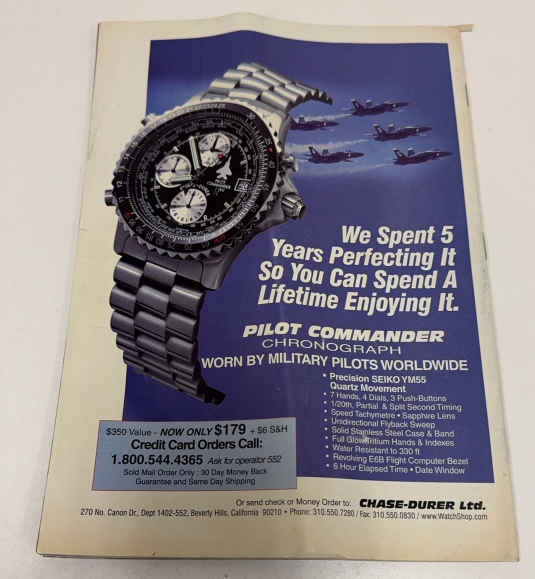 We Spent 5
Years Perfecting It
So You Can Spend A
Lifetime Enjoying It.
PILOT COMMANDER
CHRONOGRAPH
WORN BY MILITARY PILOTS WORLDWIDE
• Precision SEIKO YM55
Quartz Movement
• 7 Hands, 4 Dials, 3 Push-Buttons
• 1/20th, Partial & Split Second Timing
• Speed Tachymetre • Sapphire Lens
• Unidirectional Flyback Sweep
• Solid Stainless Steel Case & Band
• Full Glow Tritium Hands & Indexes
• Water Resistant to 330 ft
• Revolving E6B Flight Computer Bezel
• 6 Hour Elapsed Time • Date Window
$350 Value - NOW ONLY $179 + $6 S&H
Credit Card Orders Call:
1.800.544.4365 Ask for operator 552
Sold Mail Order Only : 30 Day Money Back
Guarantee and Same Day Shipping
Or send check or Money Order to: CHASE-DURER Ltd.
270 No. Canon Dr., Dept 1402-552, Beverly Hills, California 90210 • Phone: 310.550.7280 / Fax: 310.550.0830 / www.WatchShop.com